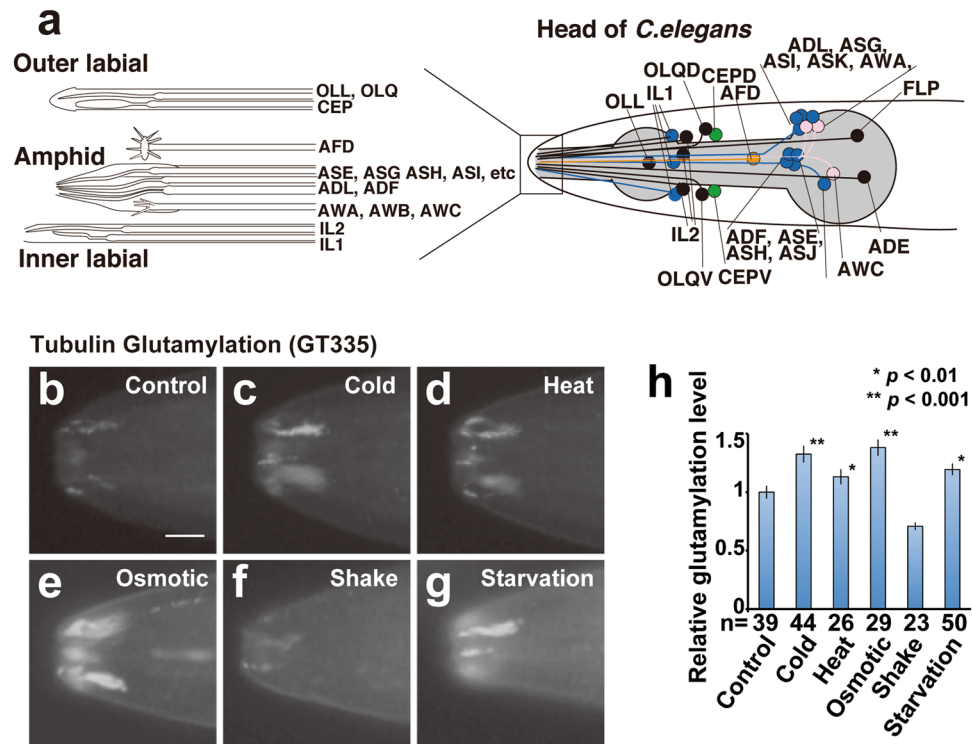 a
Head of C.elegans
Outer labial
OLL, OLQ
CEP
AFD
Amphid
ASE, ASG ASH, ASI, etc
ADL, ADF
AWA, AWB, AWC
IL2
IL1
Inner labial
ADL, ASG,
ASI, ASK, AWA,
OLQD
CEPD
IL1
AFD
OLL
FLP
IL2
ADF, ASE,
ASH, ASJ
ADE
OLQV
CEPV
AWC
Tubulin Glutamylation (GT335)
b
Control
c
Cold
d
Heat
e
Osmotic
f
Shake
g
Starvation
h
* p < 0.01
** p < 0.001
Relative glutamylation level
1.5
1
0.5
0
**
*
**
*
n= 39 44 26 29 23 50
Control
Cold
Heat
Osmotic
Shake
Starvation